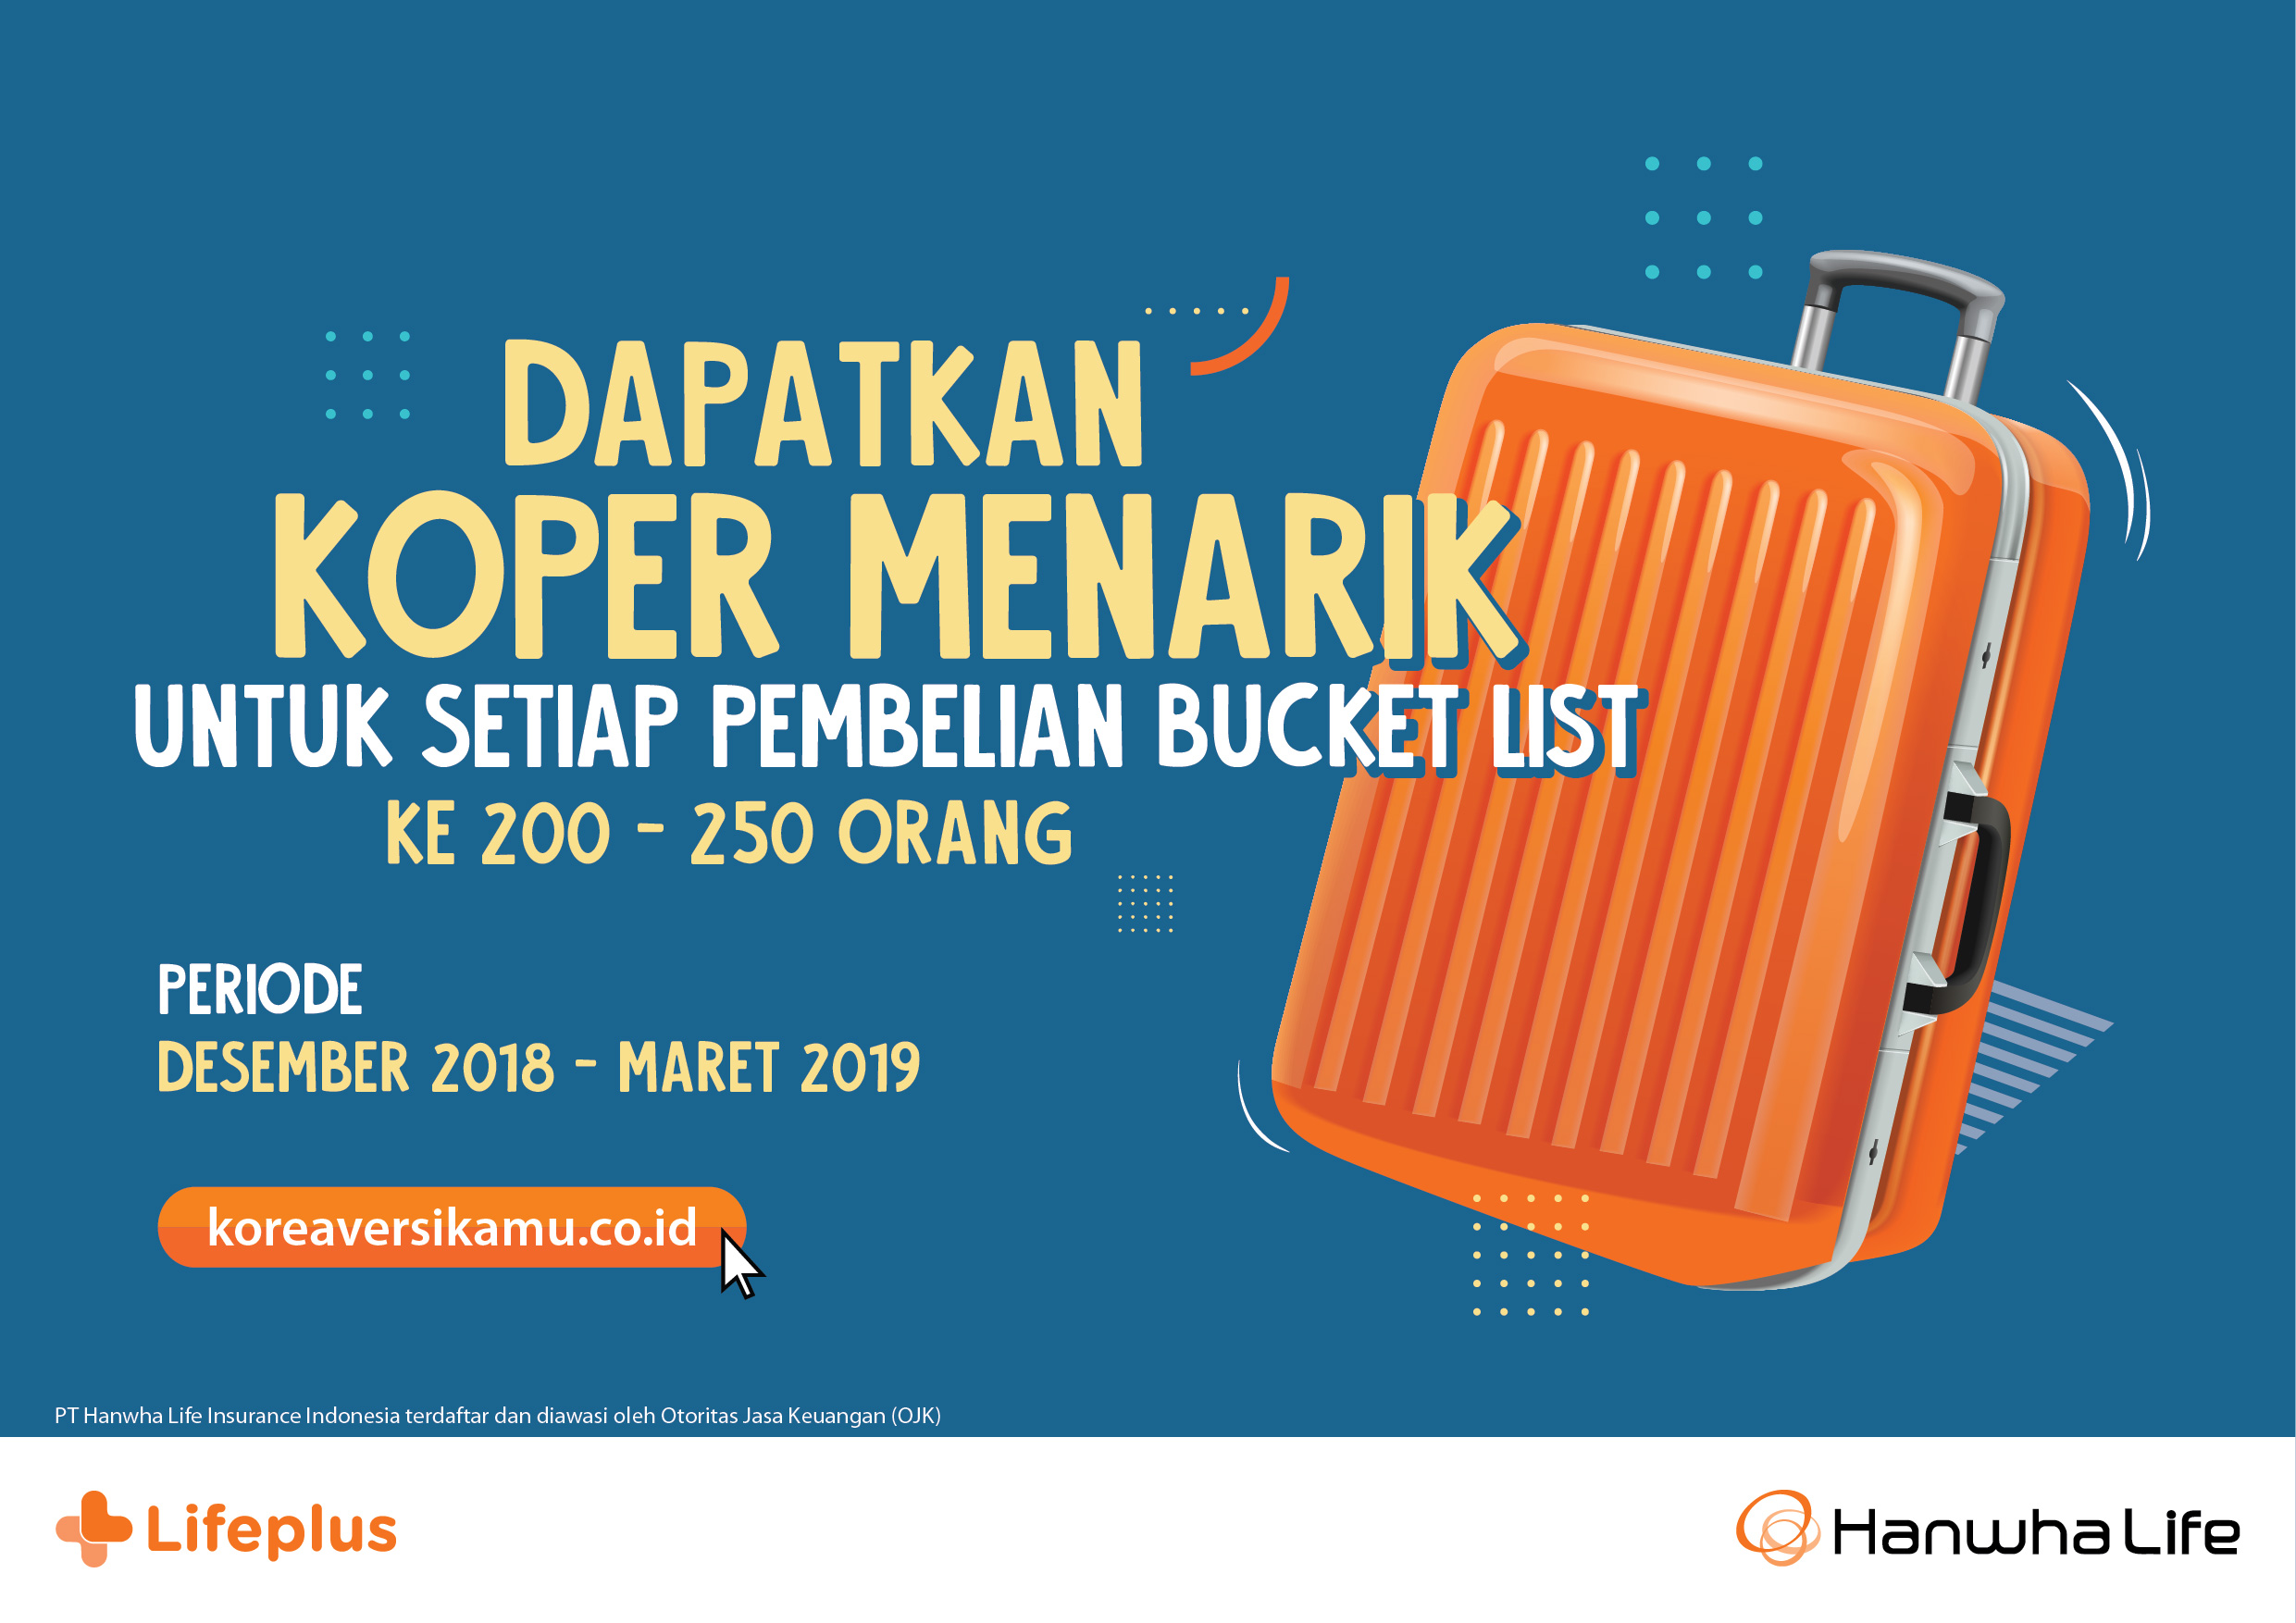 DAPATKAN
KOPER MENARIK
UNTUK SETIAP PEMBELIAN BUCKET LIST
KE 200 - 250 ORANG
PERIODE
DESEMBER 2018 - MARET 2019
koreaversikamu.co.id
PT Hanwha Life Insurance Indonesia terdaftar dan diawasi oleh Otoritas Jasa Keuangan (OJK)
Lifeplus
Hanwha Life